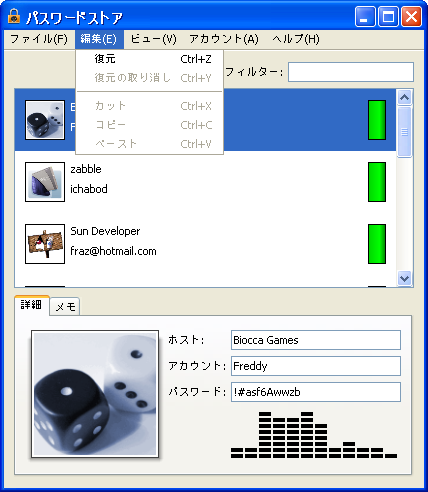 パスワードストア
ファイル(F) 編集(E) ビュー(V) アカウント(A) ヘルプ(H)
復元 Ctrl+Z
復元の取り消し Ctrl+Y
カット Ctrl+X
コピー Ctrl+C
ペースト Ctrl+V
フィルター:
zabble
ichabod
Sun Developer
fraz@hotmail.com
詳細 メモ
ホスト: Biocca Games
アカウント: Freddy
パスワード: !#asf6Awwzb